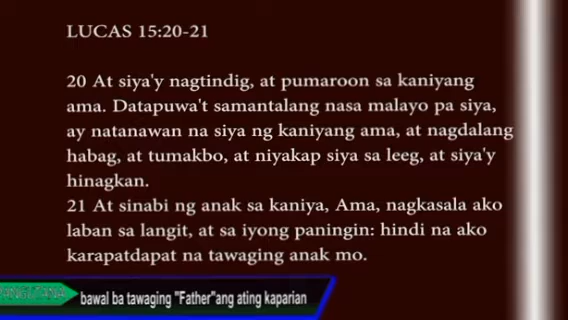 LUCAS 15:20-21
20 At siya'y nagtindig, at pumaroon sa kaniyang
ama. Datapuwa't samantalang nasa malayo pa siya,
ay natanawan na siya ng kaniyang ama, at nagdalang
habag, at tumakbo, at niyakap siya sa leeg, at siya'y
hinagkan.
21 At sinabi ng anak sa kaniya, Ama, nagkasala ako
laban sa langit, at sa iyong paningin: hindi na ako
karapatdapat na tawaging anak mo.
bawal ba tawaging "Father"ang ating kaparian